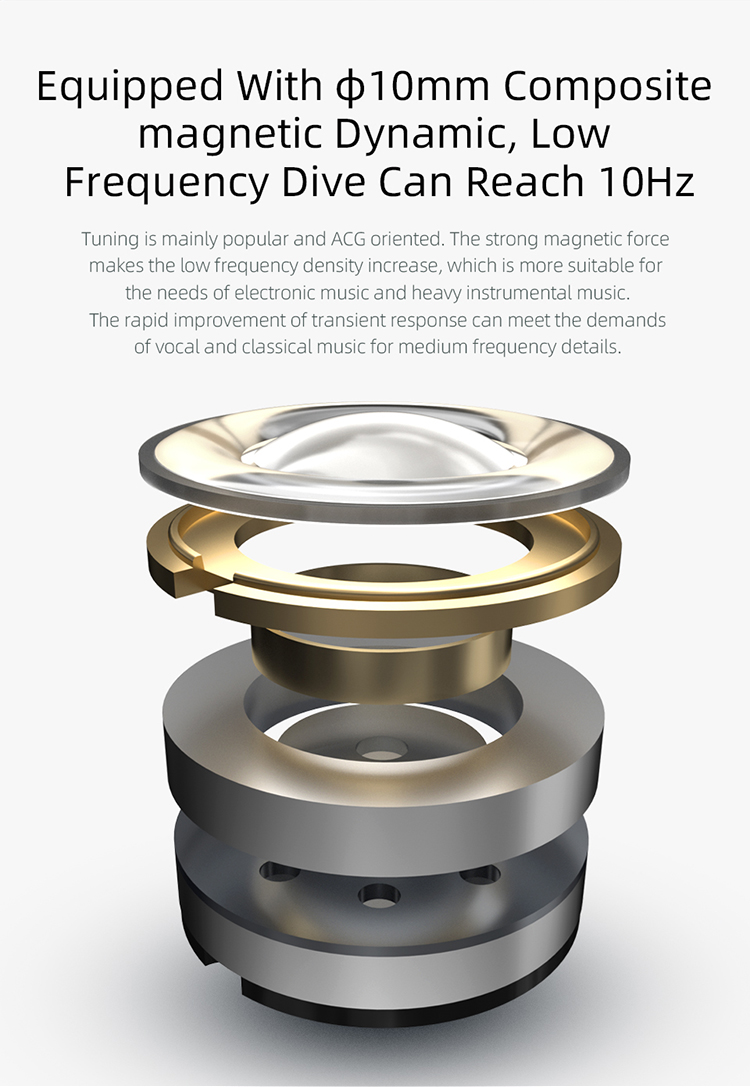 Equipped With ф10mm Composite
magnetic Dynamic, Low
Frequency Dive Can Reach 10Hz
Tuning is mainly popular and ACG oriented. The strong magnetic force
makes the low frequency density increase, which is more suitable for
the needs of electronic music and heavy instrumental music.
The rapid improvement of transient response can meet the demands
of vocal and classical music for medium frequency details.